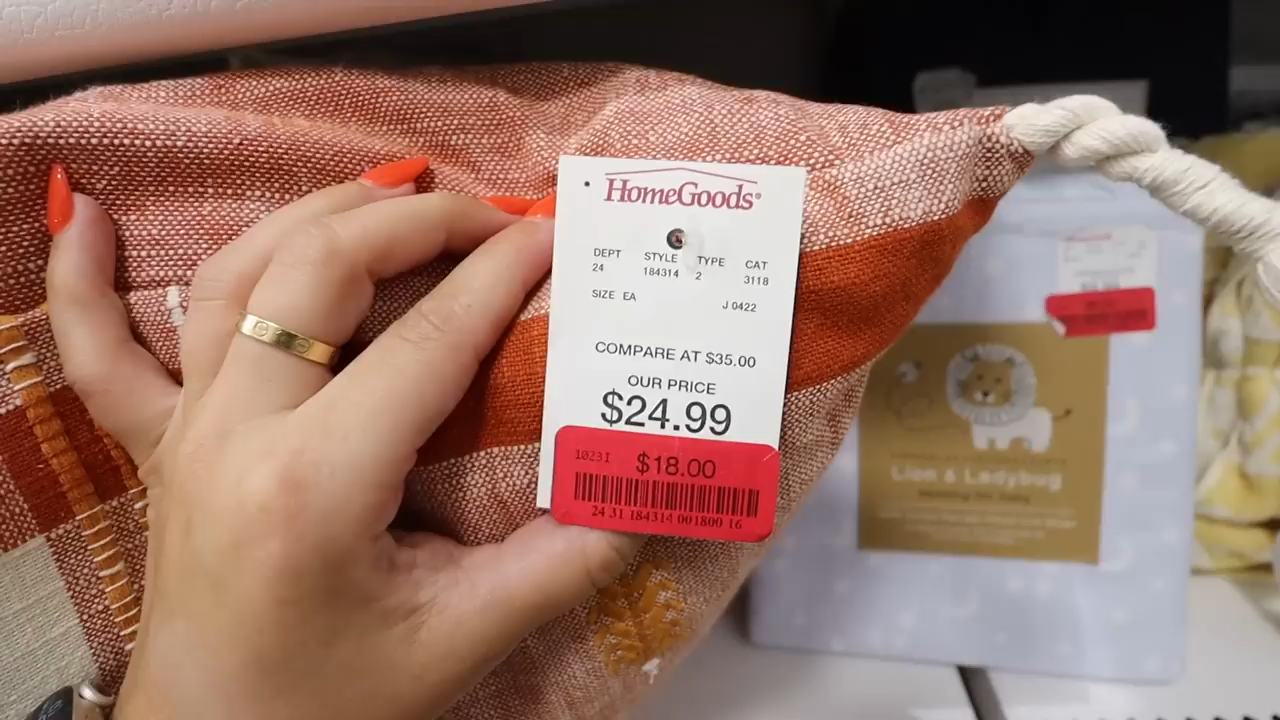 HomeGoods®
DEPT STYLE TYPE CAT
24 184314 2 3118
SIZE EA J 0422
COMPARE AT $35.00
OUR PRICE
$24.99
1023I $18.00
24 31 184314 001800 16
Lion & Ladybug